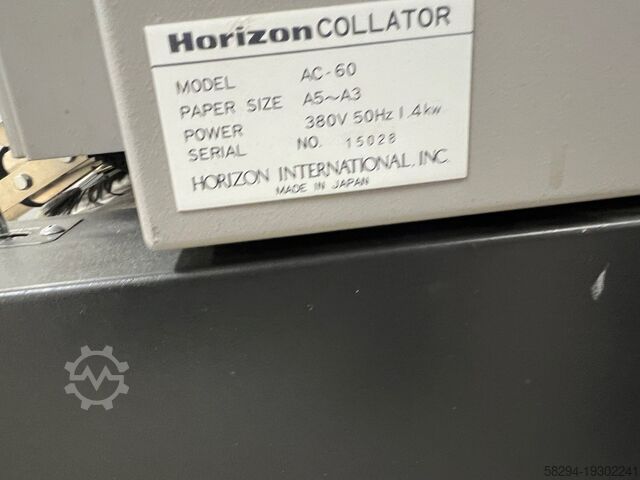 Horizon COLLATOR
MODEL AC-60
PAPER SIZE A5~A3
POWER 380V 50Hz 1.4kw
SERIAL NO. 15028
HORIZON INTERNATIONAL, INC.
MADE IN JAPAN
58294-19302241